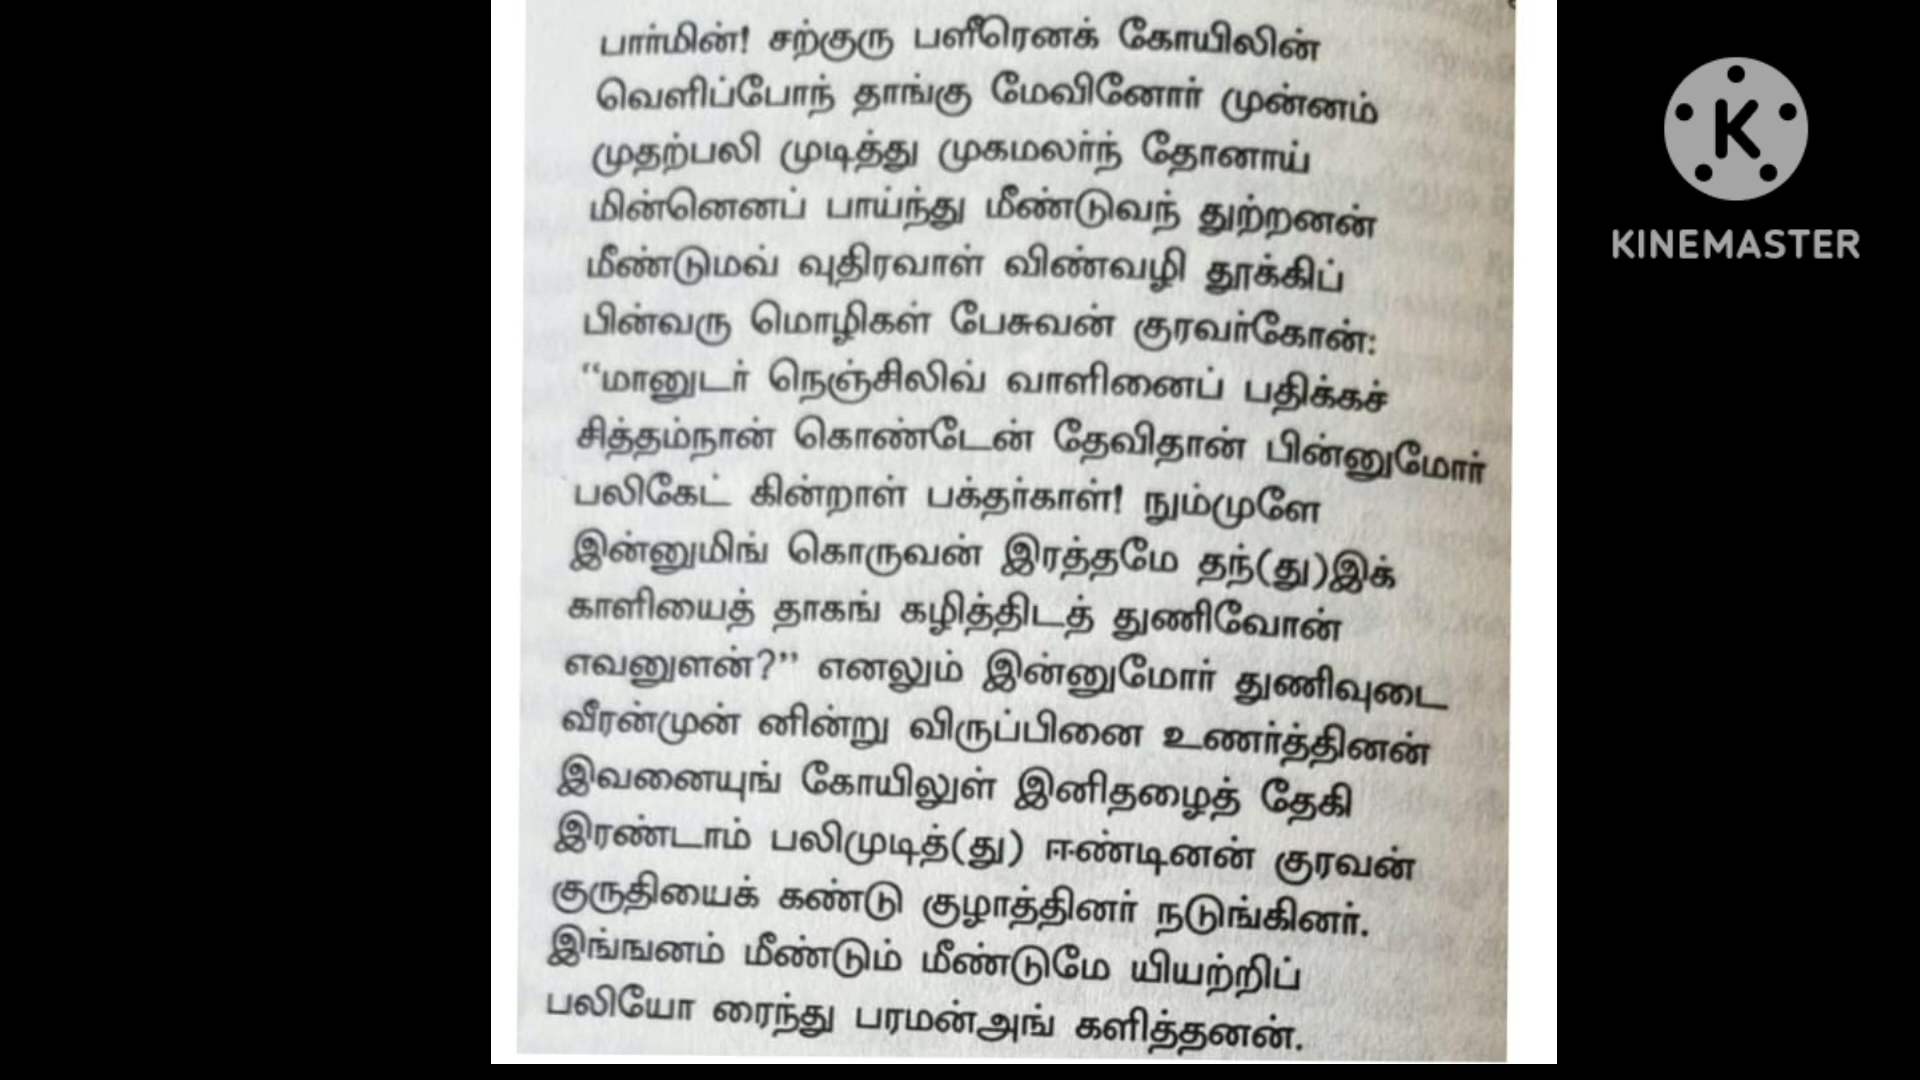 பார்மின்! சற்குரு பளீரெனக் கோயிலின்
வெளிப்போந் தாங்கு மேவினோர் முன்னம்
முதற்பலி முடித்து முகமலர்ந் தோனாய்
மின்னெனப் பாய்ந்து மீண்டுவந் துற்றனன்
மீண்டுமவ் வுதிரவாள் விண்வழி தூக்கிப்
பின்வரு மொழிகள் பேசுவன் குரவர்கோன்:
“மானுடர் நெஞ்சிலிவ் வாளினைப் பதிக்கச்
சித்தம்நான் கொண்டேன் தேவிதான் பின்னுமோர்
பலிகேட் கின்றாள் பக்தர்காள்! நும்முளே
இன்னுமிங் கொருவன் இரத்தமே தந்(து)இக்
காளியைத் தாகங் கழித்திடத் துணிவோன்
எவனுளன்?” எனலும் இன்னுமோர் துணிவுடை
வீரன்முன் னின்று விருப்பினை உணர்த்தினன்
இவனையுங் கோயிலுள் இனிதழைத் தேகி
இரண்டாம் பலிமுடித்(து) ஈண்டினன் குரவன்
குருதியைக் கண்டு குழாத்தினர் நடுங்கினர்.
இங்ஙனம் மீண்டும் மீண்டுமே யியற்றிப்
பலியோ ரைந்து பரமன்அங் களித்தனன்.
K
KINEMASTER